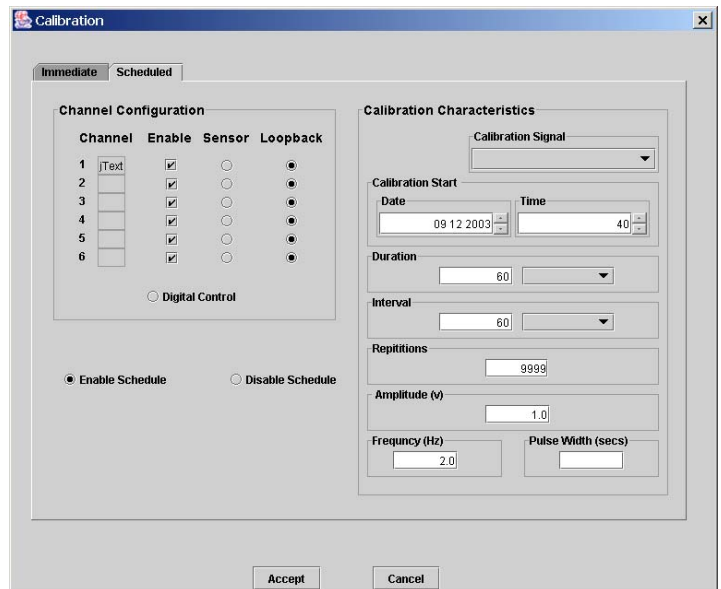 Calibration
Immediate Scheduled
Channel Configuration
Channel Enable Sensor Loopback
1 jText
2
3
4
5
6
Digital Control
Enable Schedule Disable Schedule
Calibration Characteristics
Calibration Signal
Calibration Start
Date Time
09 12 2003 40
Duration
60
Interval
60
Repititions
9999
Amplitude (v)
1.0
Frequncy (Hz) Pulse Width (secs)
2.0
Accept Cancel